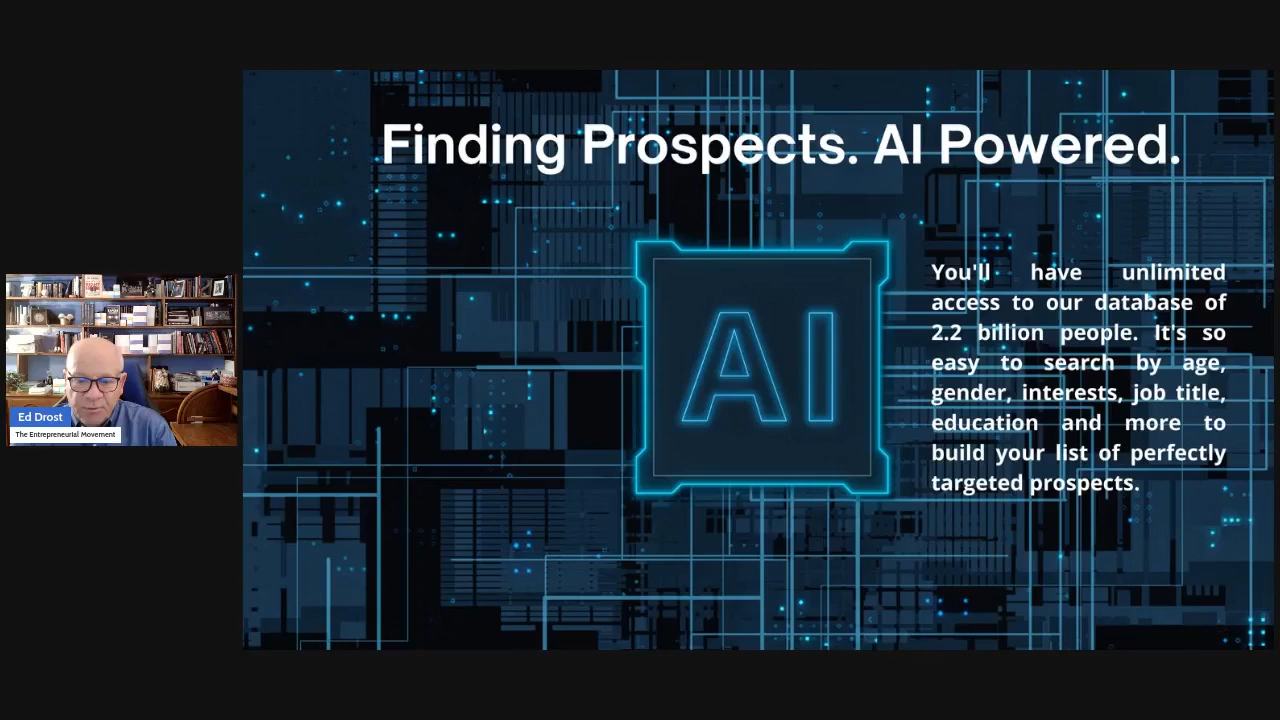 Finding Prospects. AI Powered.
AI
You'll have unlimited
access to our database of
2.2 billion people. It's so
easy to search by age,
gender, interests, job title,
education and more to
build your list of perfectly
targeted prospects.
Ed Drost
The Entrepreneurial Movement